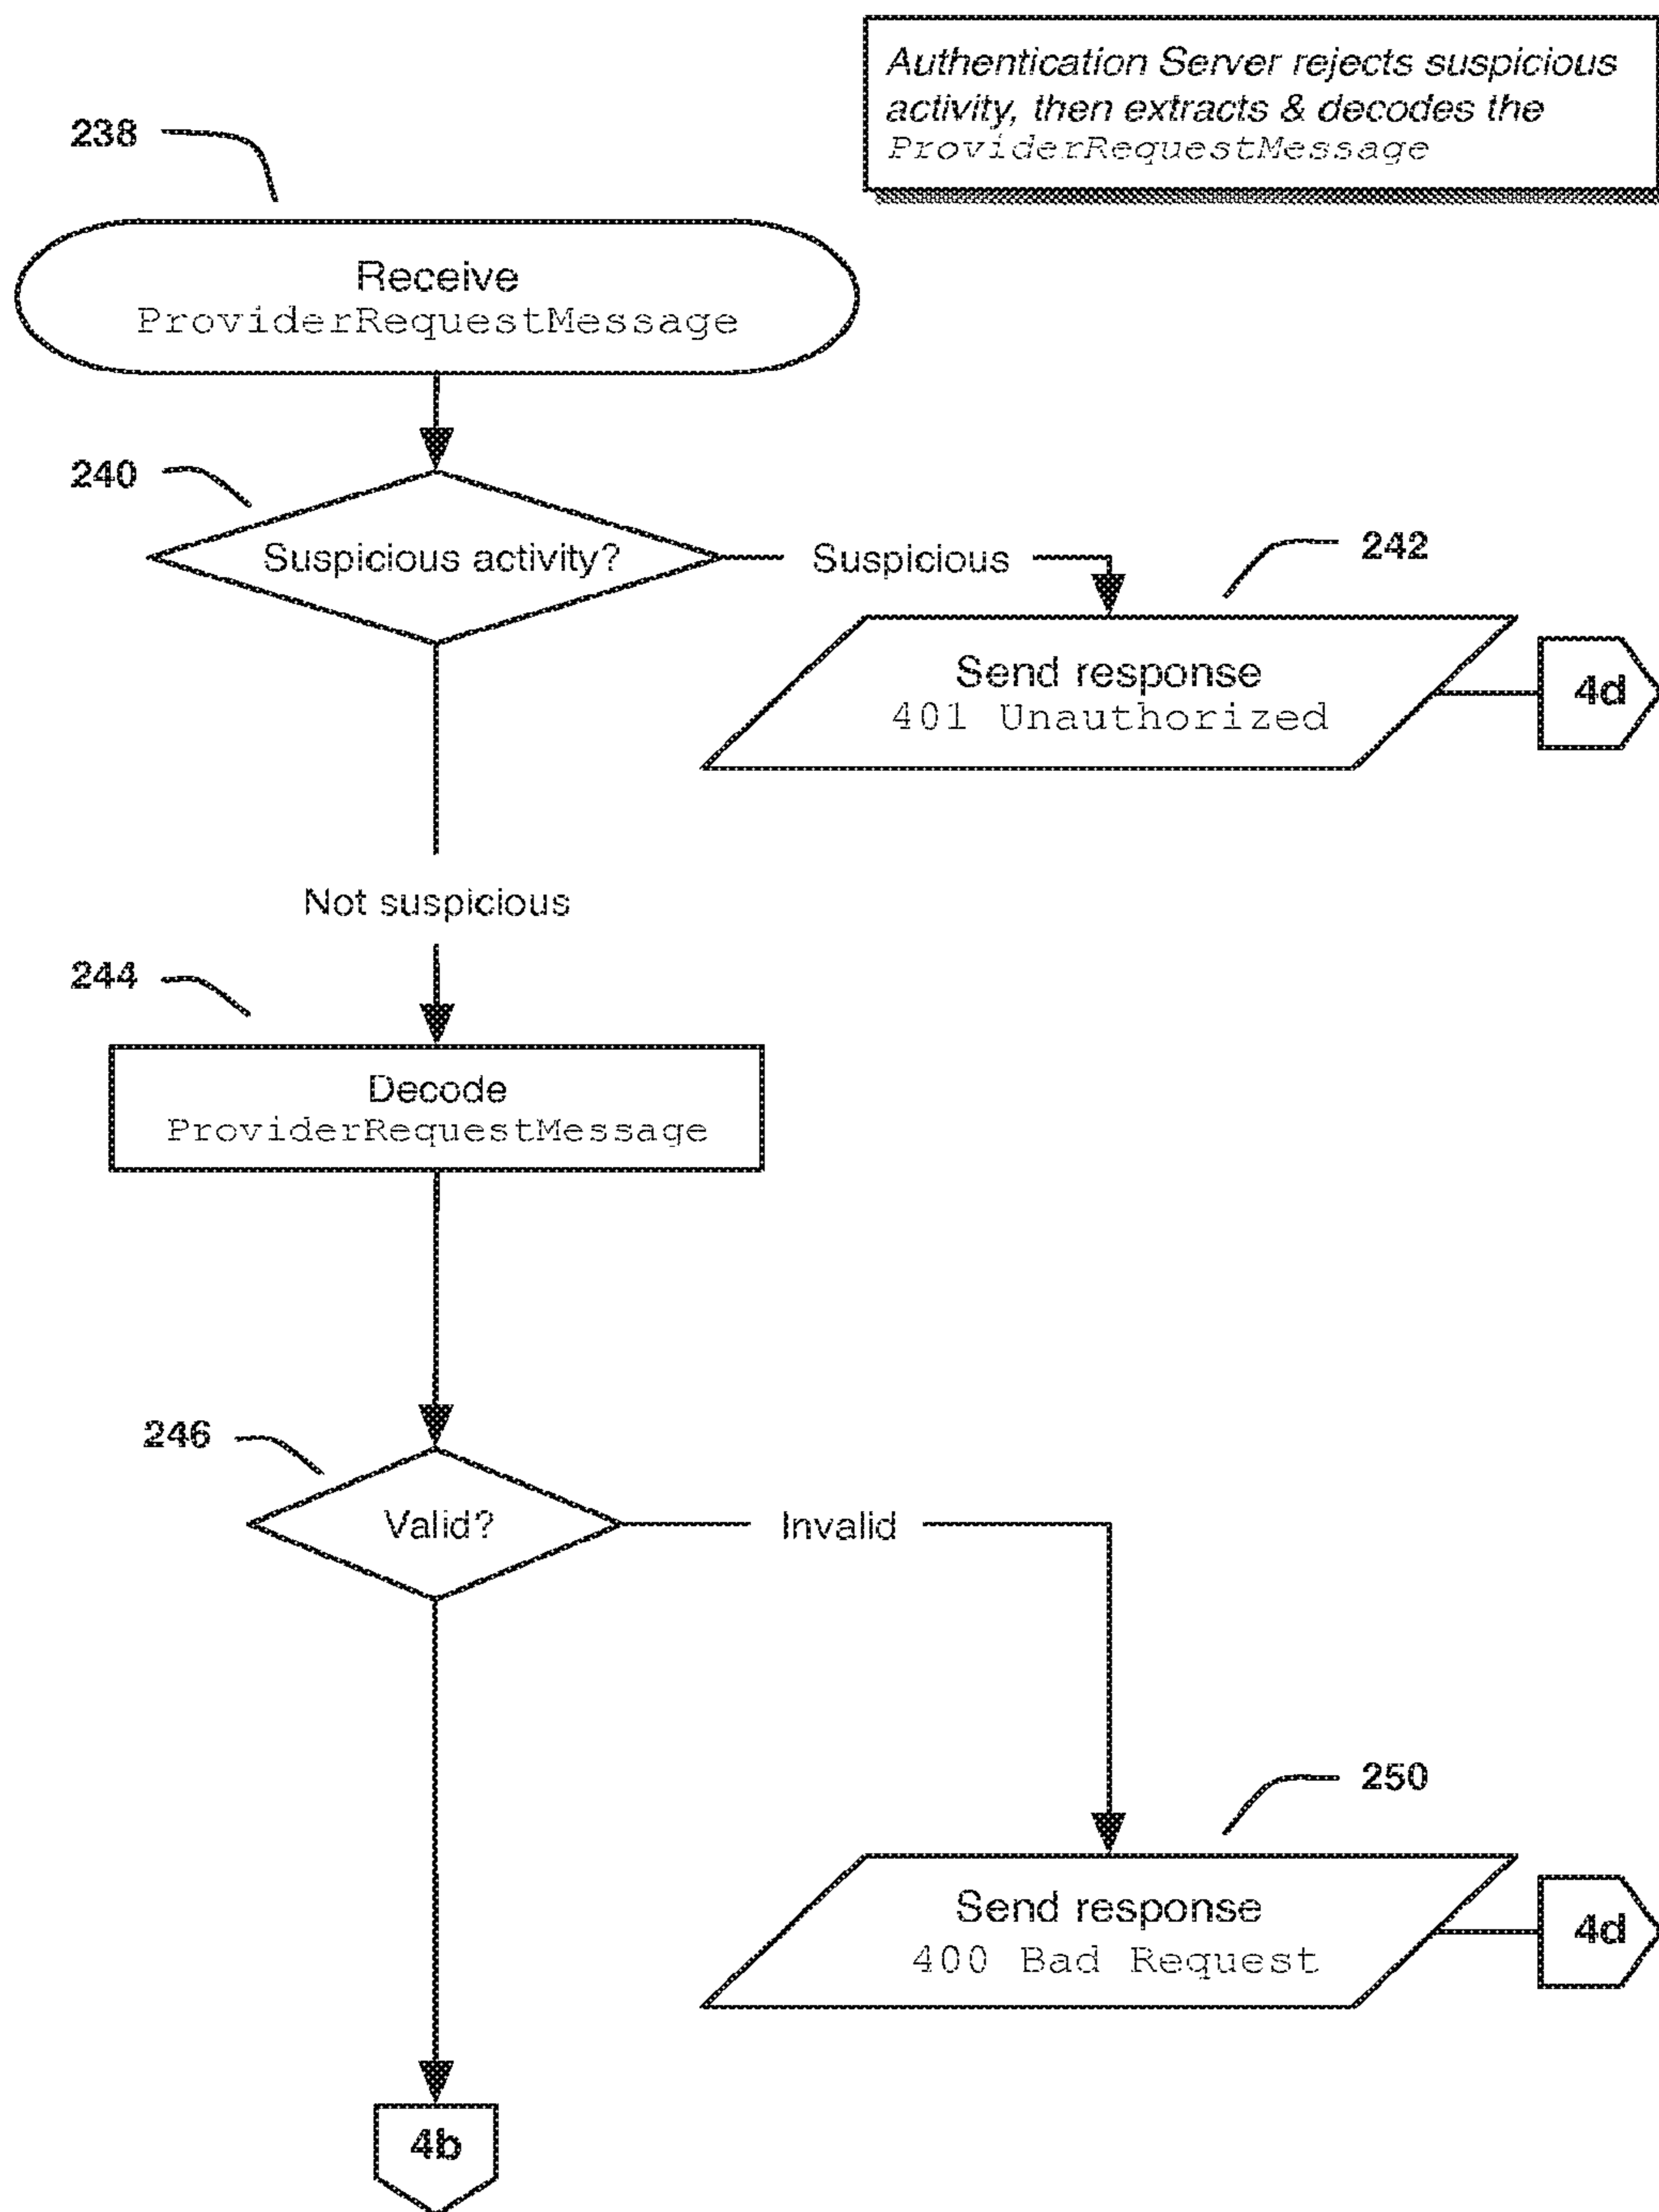 Authentication Server rejects suspicious
activity, then extracts & decodes the
ProviderRequestMessage
238
Receive
ProviderRequestMessage
240
Suspicious activity?
Suspicious
242
Send response
401 Unauthorized
4d
Not suspicious
244
Decode
ProviderRequestMessage
246
Valid?
Invalid
250
Send response
400 Bad Request
4d
4b